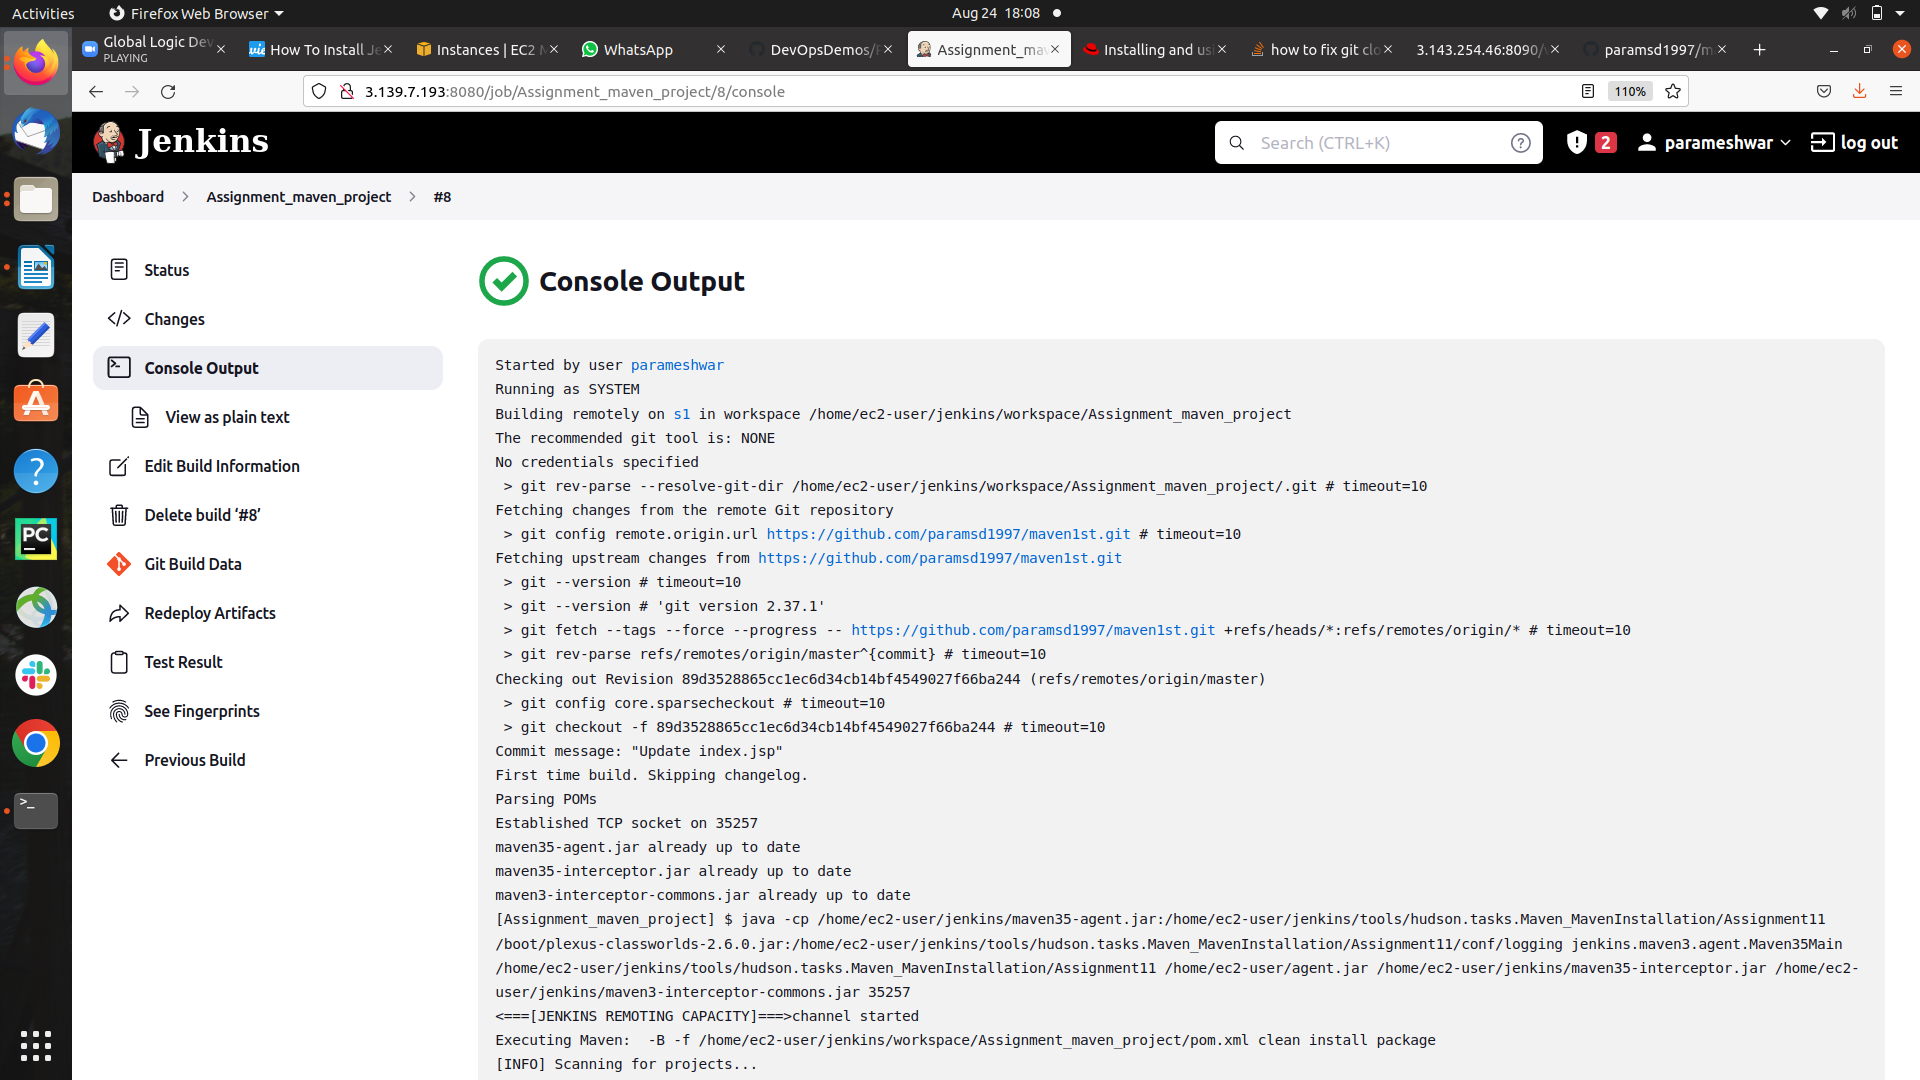 Activities
Firefox Web Browser
Aug 24 18:08
Global Logic Dev
PLAYING
How To Install Je
Instances | EC2 M
WhatsApp
DevOpsDemos/
Assignment_ma
Installing and usi
how to fix git clo
3.143.254.46:8090/
paramsd1997/m
3.139.7.193:8080/job/Assignment_maven_project/8/console
110%
Jenkins
Search (CTRL+K)
2
parameshwar
log out
Dashboard
Assignment_maven_project
#8
Status
Changes
Console Output
View as plain text
Edit Build Information
Delete build ‘#8’
Git Build Data
Redeploy Artifacts
Test Result
See Fingerprints
Previous Build
PC
Console Output
Started by user parameshwar
Running as SYSTEM
Building remotely on s1 in workspace /home/ec2-user/jenkins/workspace/Assignment_maven_project
The recommended git tool is: NONE
No credentials specified
> git rev-parse --resolve-git-dir /home/ec2-user/jenkins/workspace/Assignment_maven_project/.git # timeout=10
Fetching changes from the remote Git repository
> git config remote.origin.url https://github.com/paramsd1997/maven1st.git # timeout=10
Fetching upstream changes from https://github.com/paramsd1997/maven1st.git
> git --version # timeout=10
> git --version # 'git version 2.37.1'
> git fetch --tags --force --progress -- https://github.com/paramsd1997/maven1st.git +refs/heads/*:refs/remotes/origin/* # timeout=10
> git rev-parse refs/remotes/origin/master^{commit} # timeout=10
Checking out Revision 89d3528865cc1ec6d34cb14bf4549027f66ba244 (refs/remotes/origin/master)
> git config core.sparsecheckout # timeout=10
> git checkout -f 89d3528865cc1ec6d34cb14bf4549027f66ba244 # timeout=10
Commit message: "Update index.jsp"
First time build. Skipping changelog.
Parsing POMs
Established TCP socket on 35257
maven35-agent.jar already up to date
maven35-interceptor.jar already up to date
maven3-interceptor-commons.jar already up to date
[Assignment_maven_project] $ java -cp /home/ec2-user/jenkins/maven35-agent.jar:/home/ec2-user/jenkins/tools/hudson.tasks.Maven_MavenInstallation/Assignment11
/boot/plexus-classworlds-2.6.0.jar:/home/ec2-user/jenkins/tools/hudson.tasks.Maven_MavenInstallation/Assignment11/conf/logging jenkins.maven3.agent.Maven35Main
/home/ec2-user/jenkins/tools/hudson.tasks.Maven_MavenInstallation/Assignment11 /home/ec2-user/agent.jar /home/ec2-user/jenkins/maven35-interceptor.jar /home/ec2-
user/jenkins/maven3-interceptor-commons.jar 35257
<===[JENKINS REMOTING CAPACITY]===>channel started
Executing Maven:  -B -f /home/ec2-user/jenkins/workspace/Assignment_maven_project/pom.xml clean install package
[INFO] Scanning for projects...